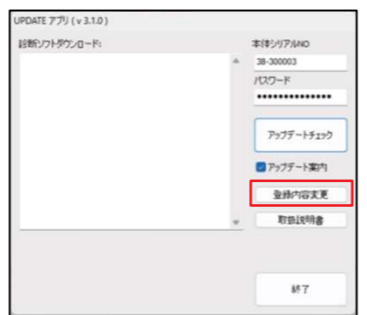 UPDATE アプリ ( v 3.1.0 )
診断ソフトダウンロード:
本体シリアルNO
38-300003
パスワード
●●●●●●●●●●●●●●
アップデートチェック
アップデート案内
登録内容変更
取扱説明書
終了